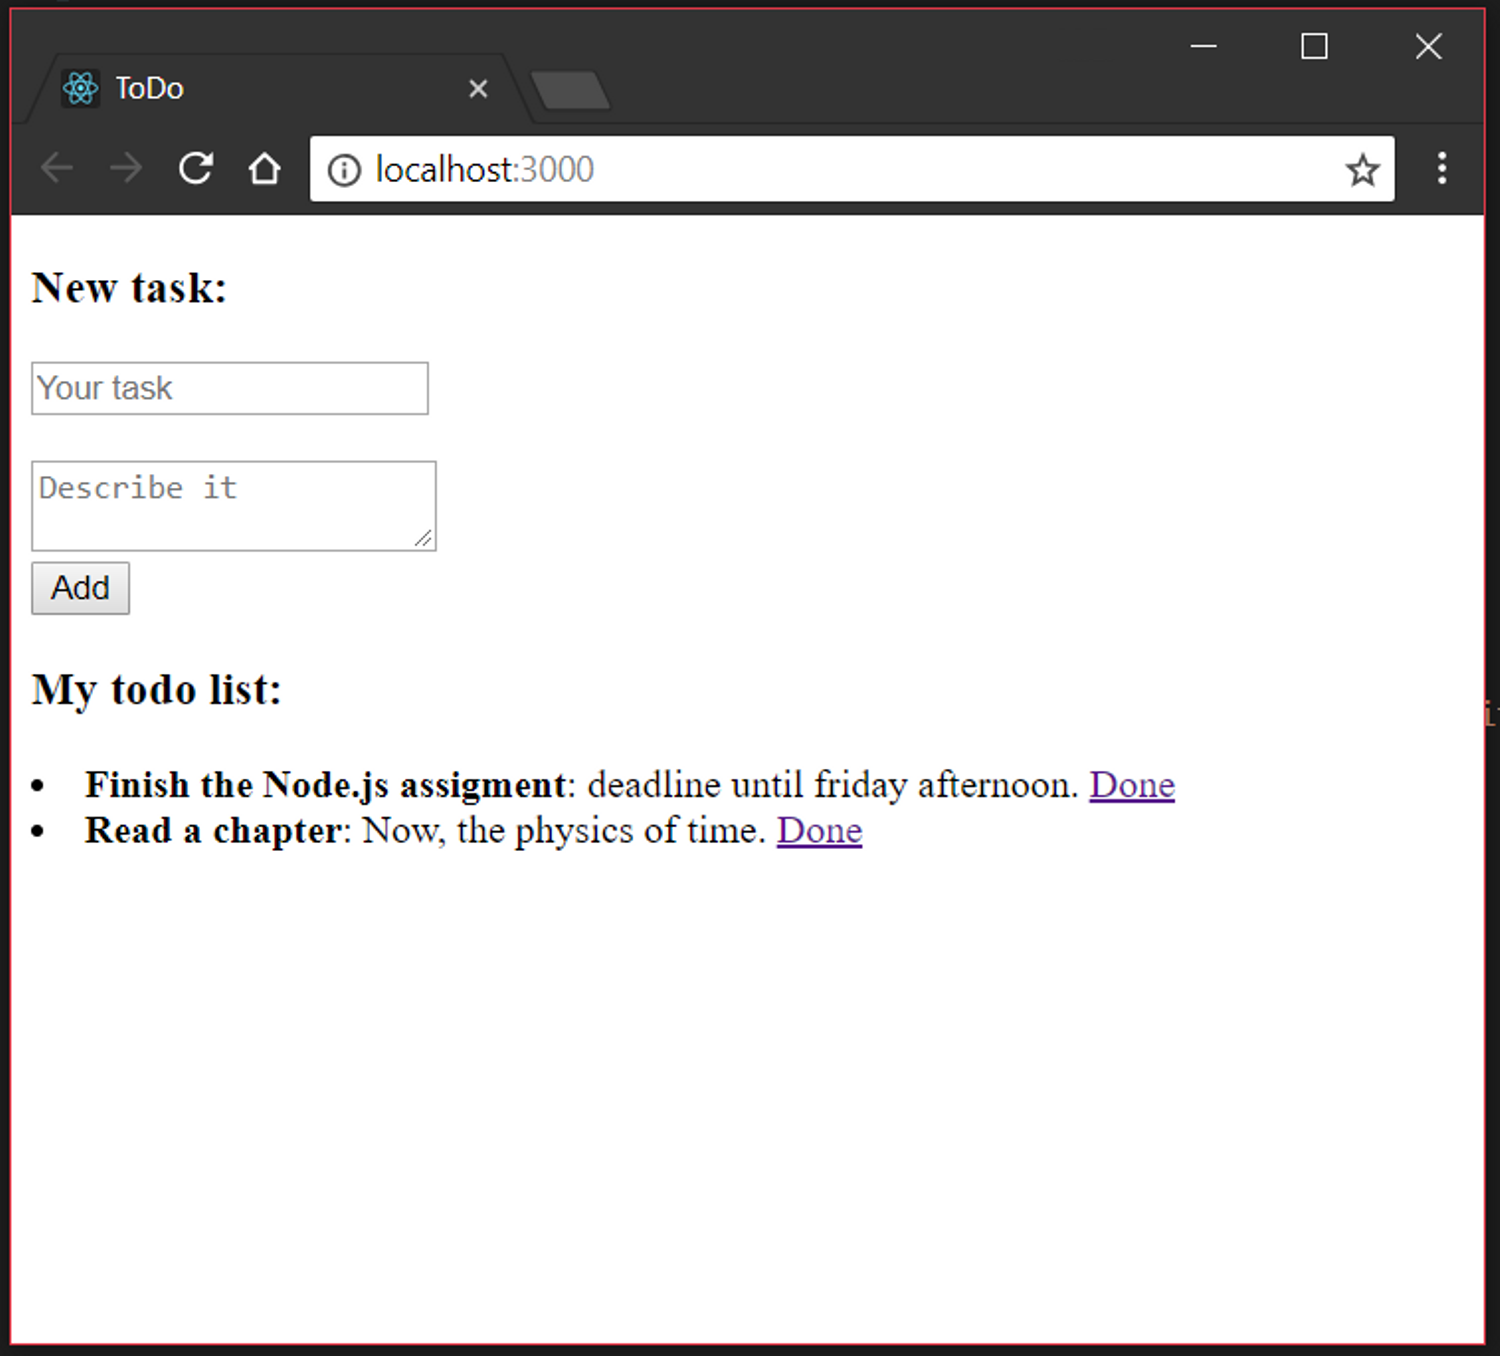 ToDo
localhost:3000
New task:
Your task
Describe it
Add
My todo list:
Finish the Node.js assigment: deadline until friday afternoon. Done
Read a chapter: Now, the physics of time. Done